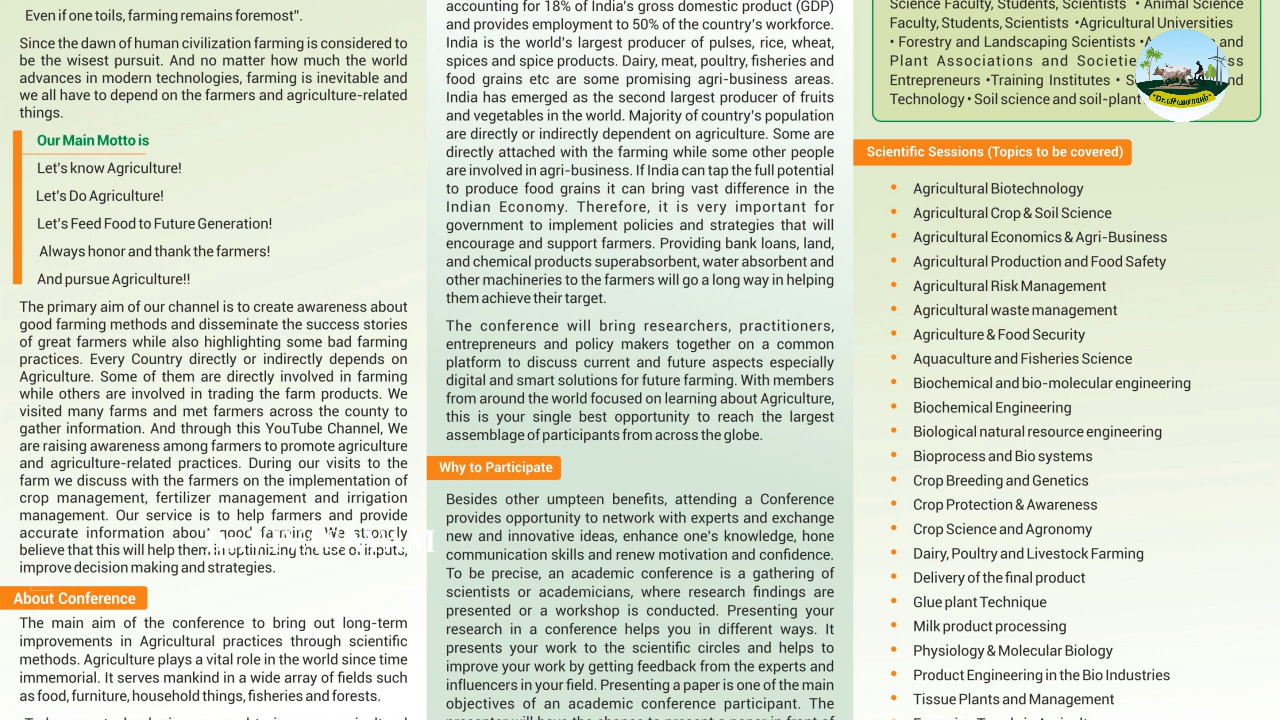 Even if one toils, farming remains foremost".
Since the dawn of human civilization farming is considered to
be the wisest pursuit. And no matter how much the world
advances in modern technologies, farming is inevitable and
we all have to depend on the farmers and agriculture-related
things.
Our Main Motto is
Let's know Agriculture!
Let's Do Agriculture!
Let's Feed Food to Future Generation!
Always honor and thank the farmers!
And pursue Agriculture!!
The primary aim of our channel is to create awareness about
good farming methods and disseminate the success stories
of great farmers while also highlighting some bad farming
practices. Every Country directly or indirectly depends on
Agriculture. Some of them are directly involved in farming
while others are involved in trading the farm products. We
visited many farms and met farmers across the county to
gather information. And through this YouTube Channel, We
are raising awareness among farmers to promote agriculture
and agriculture-related practices. During our visits to the
farm we discuss with the farmers on the implementation of
crop management, fertilizer management and irrigation
management. Our service is to help farmers and provide
accurate information about good farming. We strongly
believe that this will help them optimizing the use of inputs,
improve decision making and strategies.
About Conference
The main aim of the conference to bring out long-term
improvements in Agricultural practices through scientific
methods. Agriculture plays a vital role in the world since time
immemorial. It serves mankind in a wide array of fields such
as food, furniture, household things, fisheries and forests.
accounting for 18% of India's gross domestic product (GDP)
and provides employment to 50% of the country's workforce.
India is the world's largest producer of pulses, rice, wheat,
spices and spice products. Dairy, meat, poultry, fisheries and
food grains etc are some promising agri-business areas.
India has emerged as the second largest producer of fruits
and vegetables in the world. Majority of country's population
are directly or indirectly dependent on agriculture. Some are
directly attached with the farming while some other people
are involved in agri-business. If India can tap the full potential
to produce food grains it can bring vast difference in the
Indian Economy. Therefore, it is very important for
government to implement policies and strategies that will
encourage and support farmers. Providing bank loans, land,
and chemical products superabsorbent, water absorbent and
other machineries to the farmers will go a long way in helping
them achieve their target.
The conference will bring researchers, practitioners,
entrepreneurs and policy makers together on a common
platform to discuss current and future aspects especially
digital and smart solutions for future farming. With members
from around the world focused on learning about Agriculture,
this is your single best opportunity to reach the largest
assemblage of participants from across the globe.
Why to Participate
Besides other umpteen benefits, attending a Conference
provides opportunity to network with experts and exchange
new and innovative ideas, enhance one's knowledge, hone
communication skills and renew motivation and confidence.
To be precise, an academic conference is a gathering of
scientists or academicians, where research findings are
presented or a workshop is conducted. Presenting your
research in a conference helps you in different ways. It
presents your work to the scientific circles and helps to
improve your work by getting feedback from the experts and
influencers in your field. Presenting a paper is one of the main
objectives of an academic conference participant. The
presenter will have the chance to present a paper in front of
Science Faculty, Students, Scientists • Animal Science
Faculty, Students, Scientists •Agricultural Universities
• Forestry and Landscaping Scientists • and
Plant Associations and
Entrepreneurs •Training Institutes •
Technology • Soil science and soil-plant
Scientific Sessions (Topics to be covered)
• Agricultural Biotechnology
• Agricultural Crop & Soil Science
• Agricultural Economics & Agri-Business
• Agricultural Production and Food Safety
• Agricultural Risk Management
• Agricultural waste management
• Agriculture & Food Security
• Aquaculture and Fisheries Science
• Biochemical and bio-molecular engineering
• Biochemical Engineering
• Biological natural resource engineering
• Bioprocess and Bio systems
• Crop Breeding and Genetics
• Crop Protection & Awareness
• Crop Science and Agronomy
• Dairy, Poultry and Livestock Farming
• Delivery of the final product
• Glue plant Technique
• Milk product processing
• Physiology & Molecular Biology
• Product Engineering in the Bio Industries
• Tissue Plants and Management